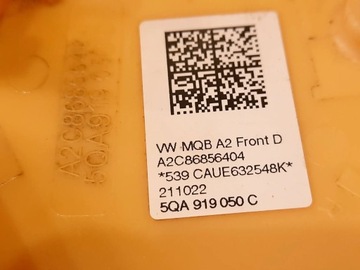 VW MQB A2 Front D
A2C86856404
*539 CAUE632548K*
211022
5QA 919 050 C